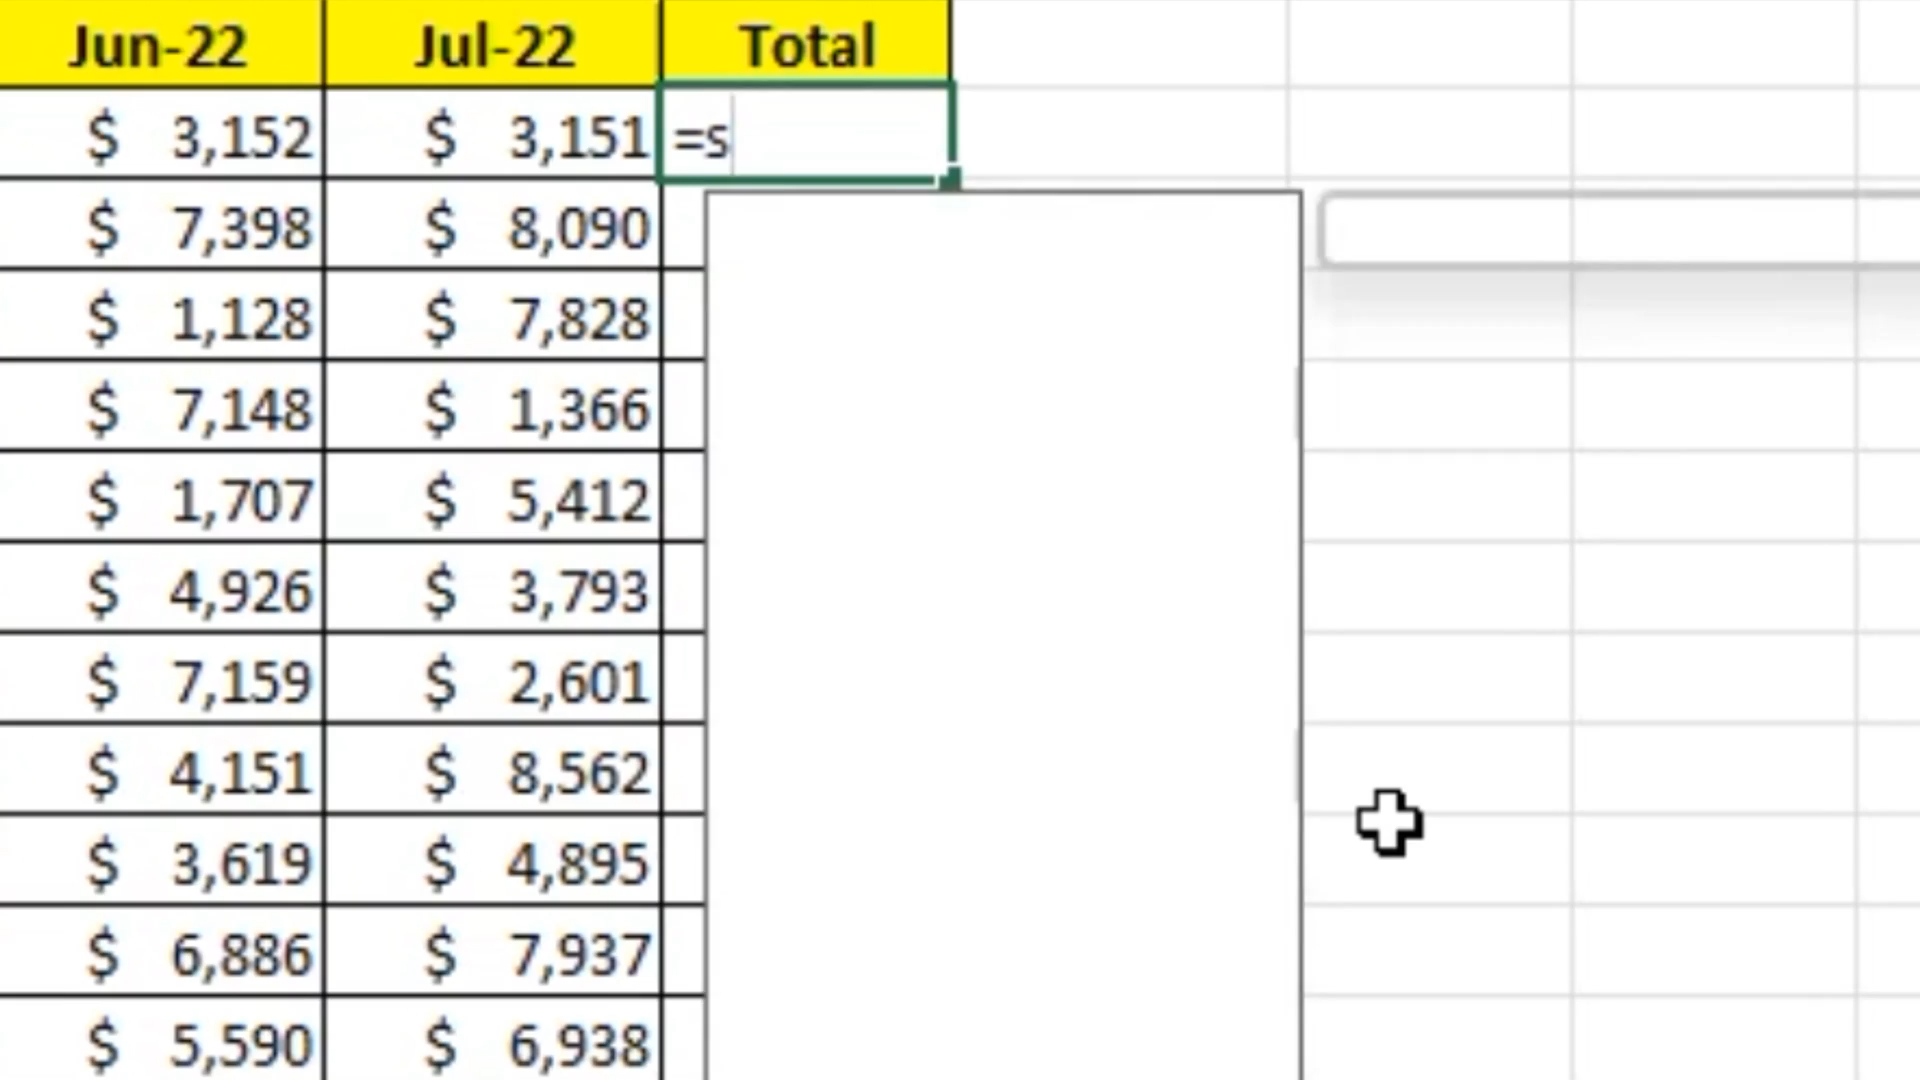 Jun-22 Jul-22 Total
$ 3,152 $ 3,151 =s
$ 7,398 $ 8,090
$ 1,128 $ 7,828
$ 7,148 $ 1,366
$ 1,707 $ 5,412
$ 4,926 $ 3,793
$ 7,159 $ 2,601
$ 4,151 $ 8,562
$ 3,619 $ 4,895
$ 6,886 $ 7,937
$ 5,590 $ 6,938